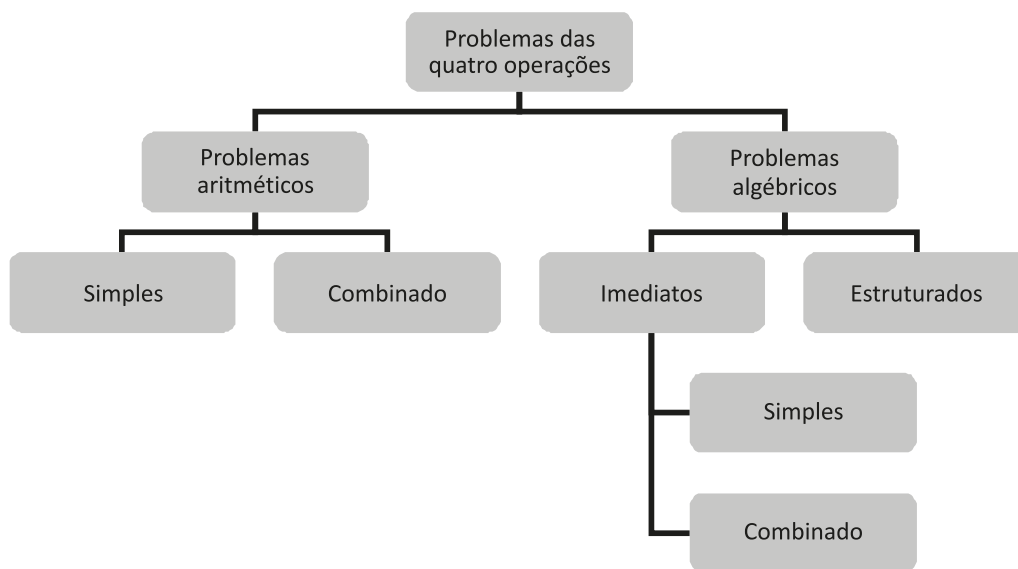 Problemas das
quatro operações
Problemas
aritméticos
Problemas
algébricos
Simples
Combinado
Imediatos
Estruturados
Simples
Combinado